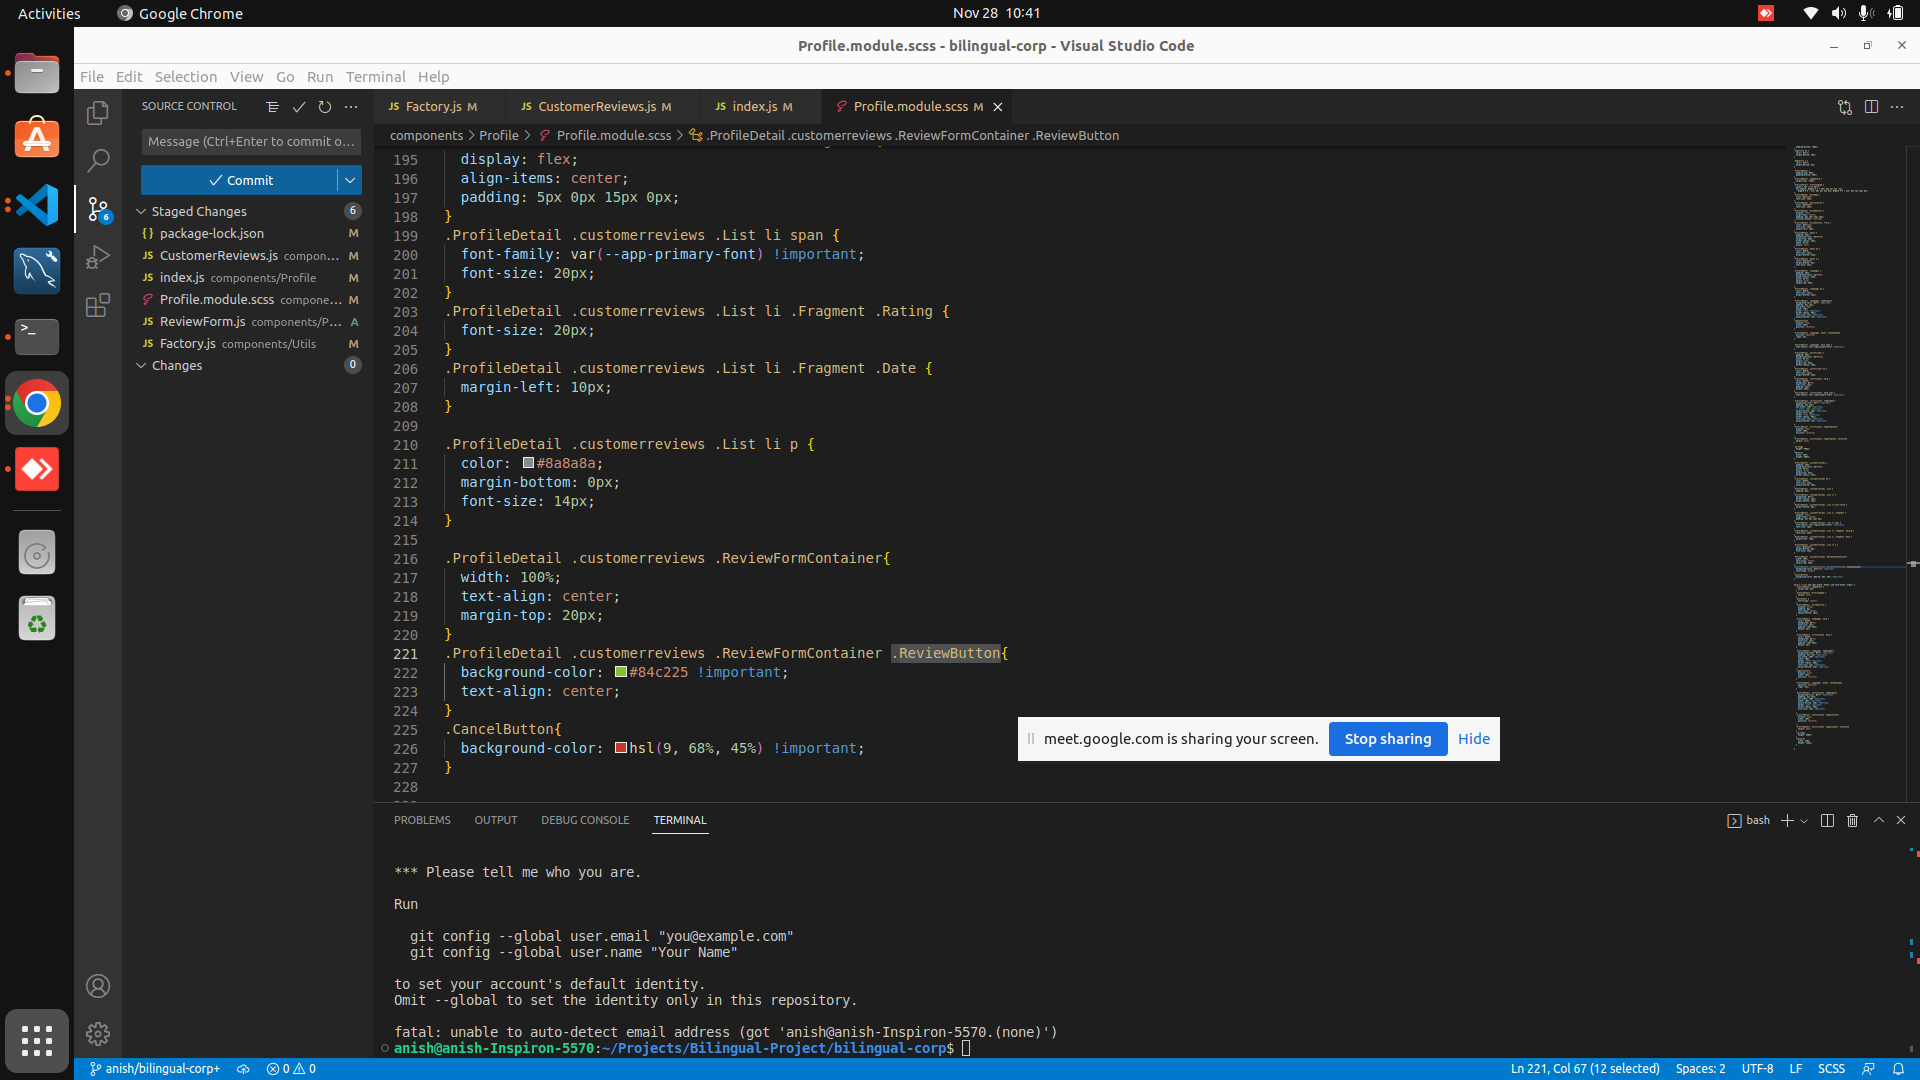 Activities
Google Chrome
Nov 28 10:41
Profile.module.scss - bilingual-corp - Visual Studio Code
File Edit Selection View Go Run Terminal Help
SOURCE CONTROL
Message (Ctrl+Enter to commit o...
Commit
Staged Changes 6
package-lock.json M
CustomerReviews.js compon... M
index.js components/Profile M
Profile.module.scss compone... M
ReviewForm.js components/P... A
Factory.js components/Utils M
Changes 0
6
JS Factory.js M
JS CustomerReviews.js M
JS index.js M
Profile.module.scss M
components > Profile > Profile.module.scss > .ProfileDetail .customerreviews .ReviewFormContainer .ReviewButton
195 display: flex;
196 align-items: center;
197 padding: 5px 0px 15px 0px;
198 }
199 .ProfileDetail .customerreviews .List li span {
200 font-family: var(--app-primary-font) !important;
201 font-size: 20px;
202 }
203 .ProfileDetail .customerreviews .List li .Fragment .Rating {
204 font-size: 20px;
205 }
206 .ProfileDetail .customerreviews .List li .Fragment .Date {
207 margin-left: 10px;
208 }
209
210 .ProfileDetail .customerreviews .List li p {
211 color: #8a8a8a;
212 margin-bottom: 0px;
213 font-size: 14px;
214 }
215
216 .ProfileDetail .customerreviews .ReviewFormContainer{
217 width: 100%;
218 text-align: center;
219 margin-top: 20px;
220 }
221 .ProfileDetail .customerreviews .ReviewFormContainer .ReviewButton{
222 background-color: #84c225 !important;
223 text-align: center;
224 }
225 .CancelButton{
226 background-color: hsl(9, 68%, 45%) !important;
227 }
228
meet.google.com is sharing your screen. Stop sharing Hide
PROBLEMS OUTPUT DEBUG CONSOLE TERMINAL
bash
*** Please tell me who you are.
Run
git config --global user.email "you@example.com"
git config --global user.name "Your Name"
to set your account's default identity.
Omit --global to set the identity only in this repository.
fatal: unable to auto-detect email address (got 'anish@anish-Inspiron-5570.(none)')
anish@anish-Inspiron-5570:~/Projects/Bilingual-Project/bilingual-corp$
anish/bilingual-corp+ 0 0
Ln 221, Col 67 (12 selected) Spaces: 2 UTF-8 LF SCSS